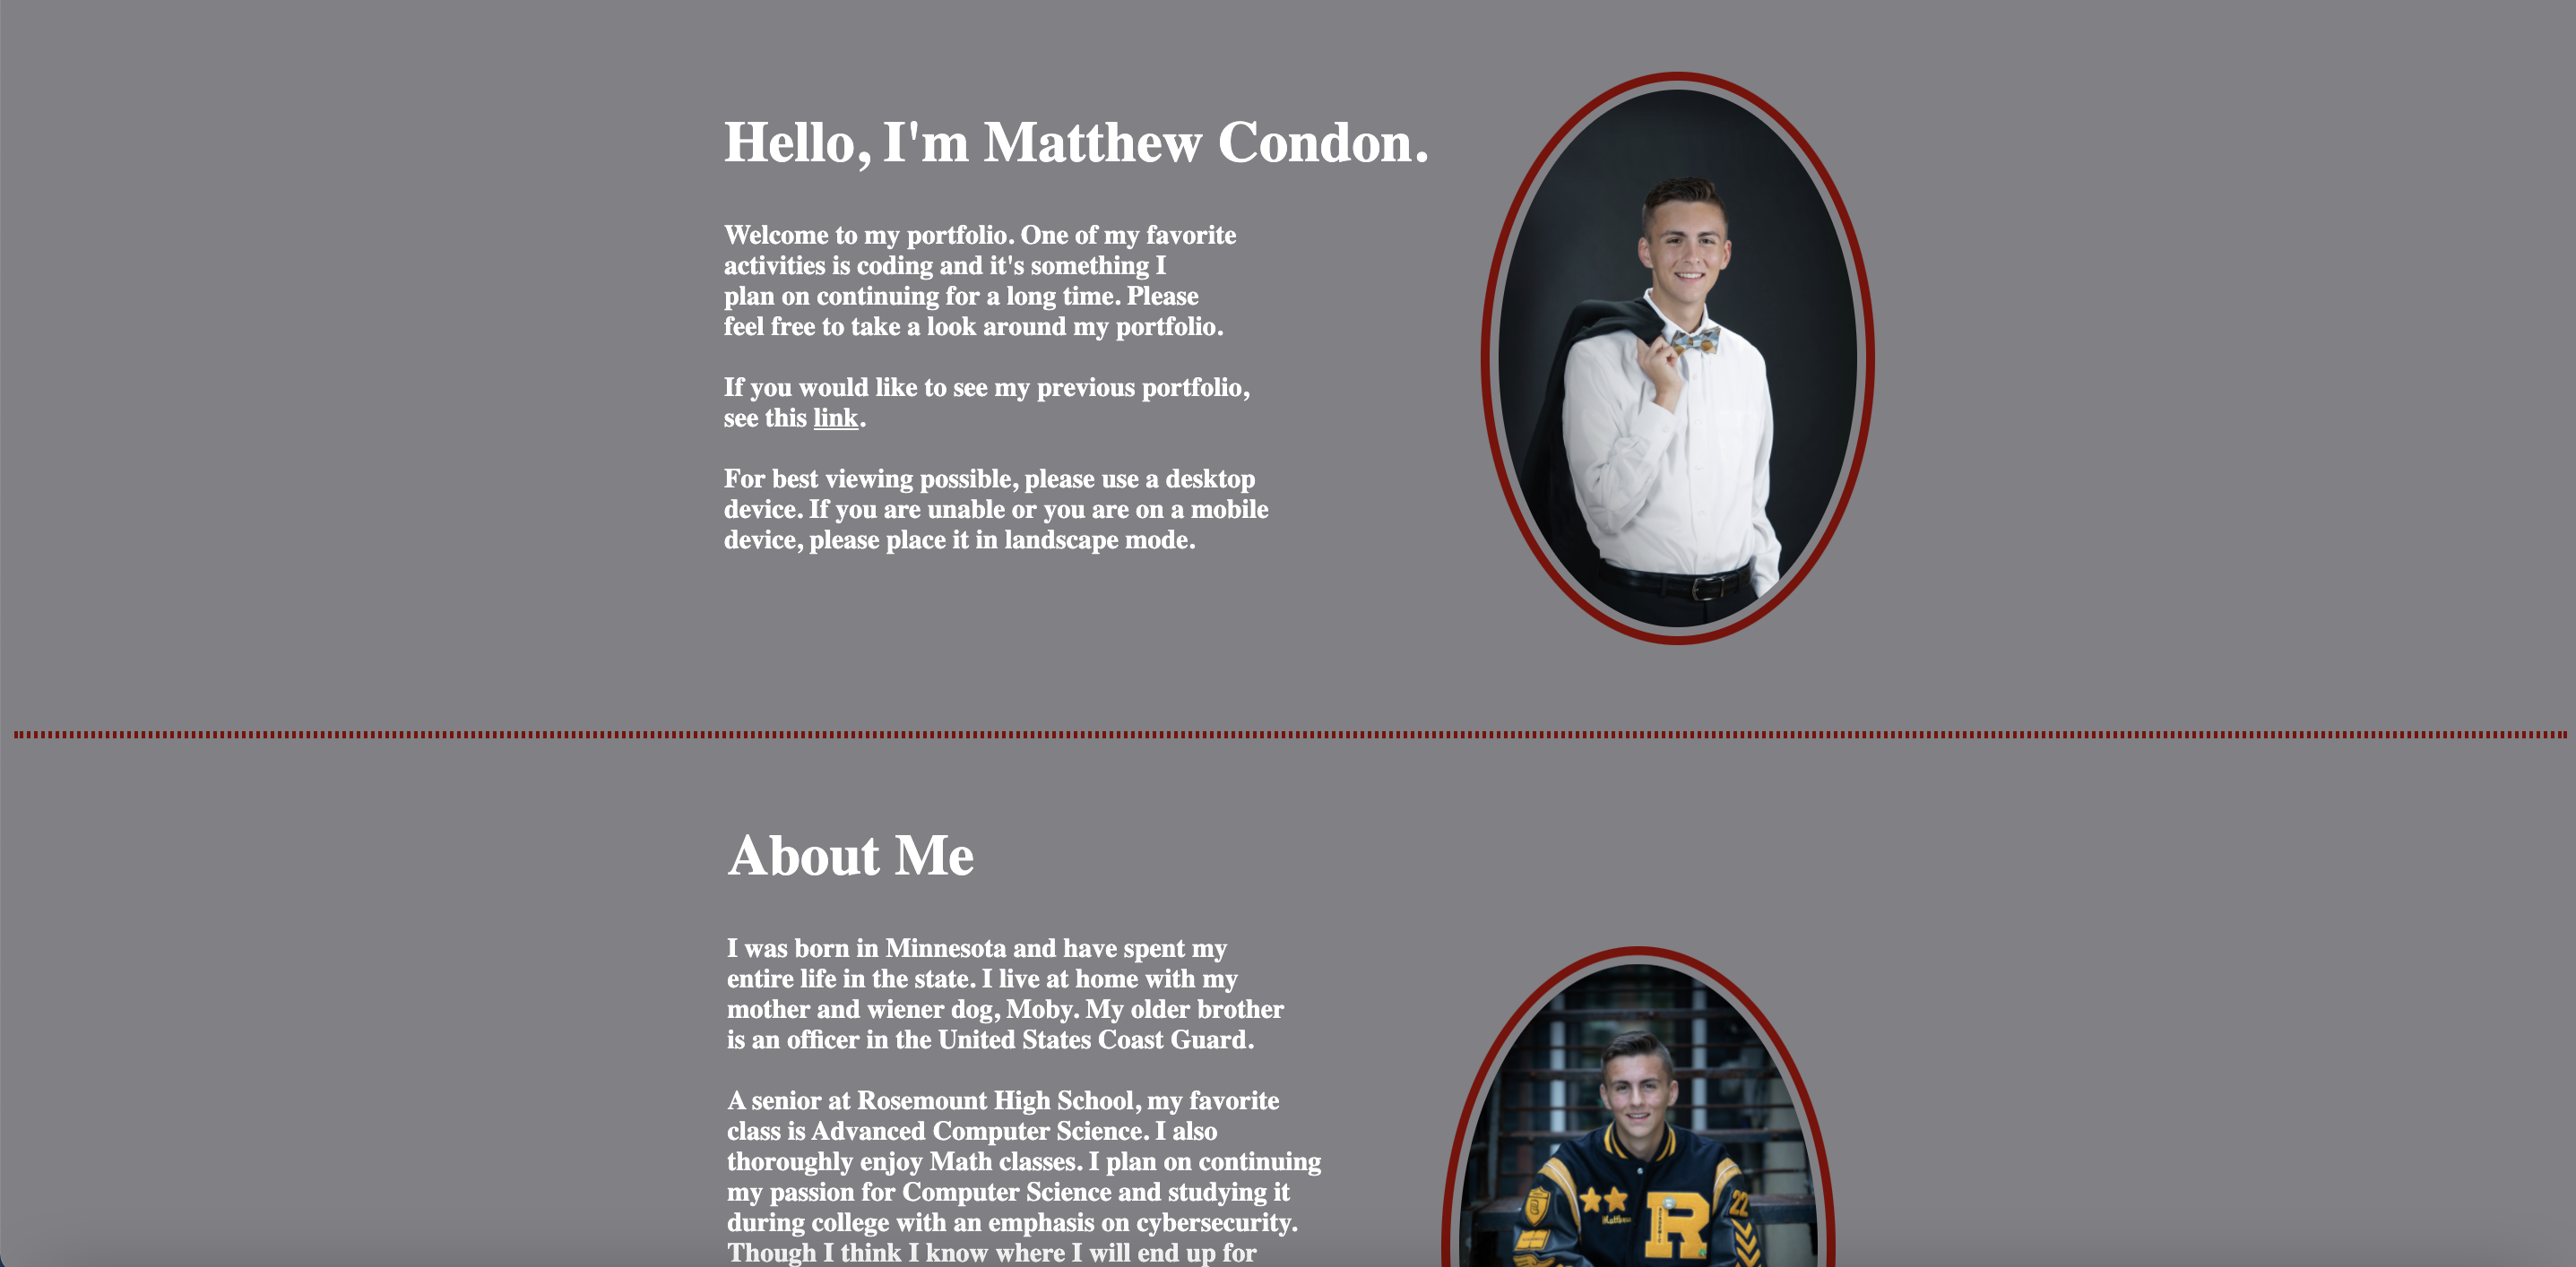 Hello, I'm Matthew Condon.
Welcome to my portfolio. One of my favorite
activities is coding and it's something I
plan on continuing for a long time. Please
feel free to take a look around my portfolio.
If you would like to see my previous portfolio,
see this link.
For best viewing possible, please use a desktop
device. If you are unable or you are on a mobile
device, please place it in landscape mode.
About Me
I was born in Minnesota and have spent my
entire life in the state. I live at home with my
mother and wiener dog, Moby. My older brother
is an officer in the United States Coast Guard.
A senior at Rosemount High School, my favorite
class is Advanced Computer Science. I also
thoroughly enjoy Math classes. I plan on continuing
my passion for Computer Science and studying it
during college with an emphasis on cybersecurity.
Though I think I know where I will end up for
Matthew
R
22